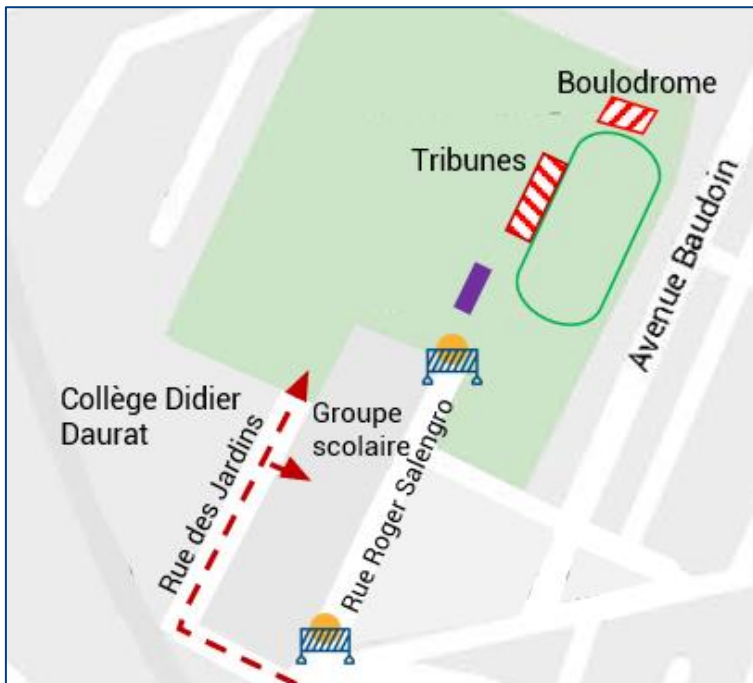 Boulodrome
Tribunes
Avenue Baudoin
Collège Didier
Daurat
Groupe
scolaire
Rue des Jardins
Rue Roger Salengro